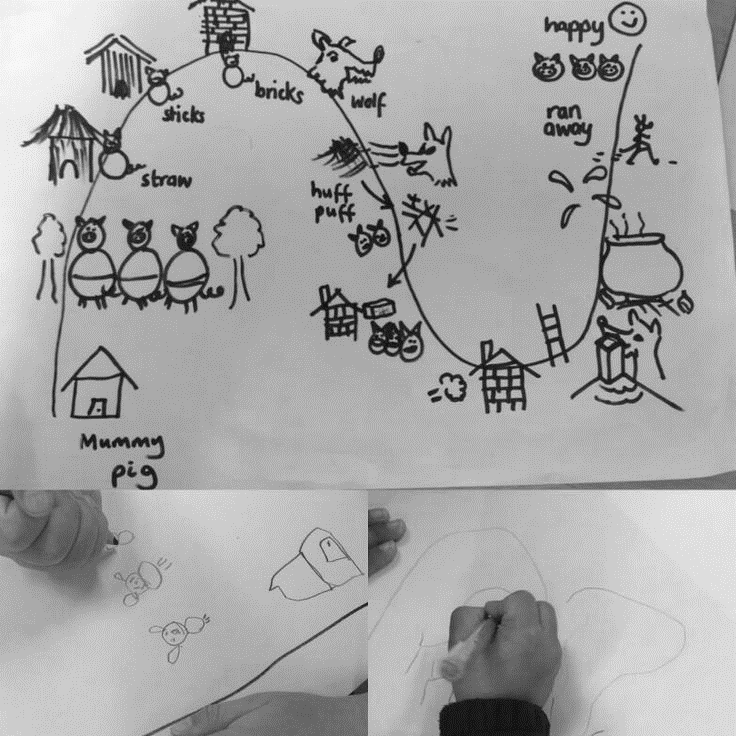 Mummy
pig
straw
sticks
bricks
wolf
huff
puff
ran
away
happy